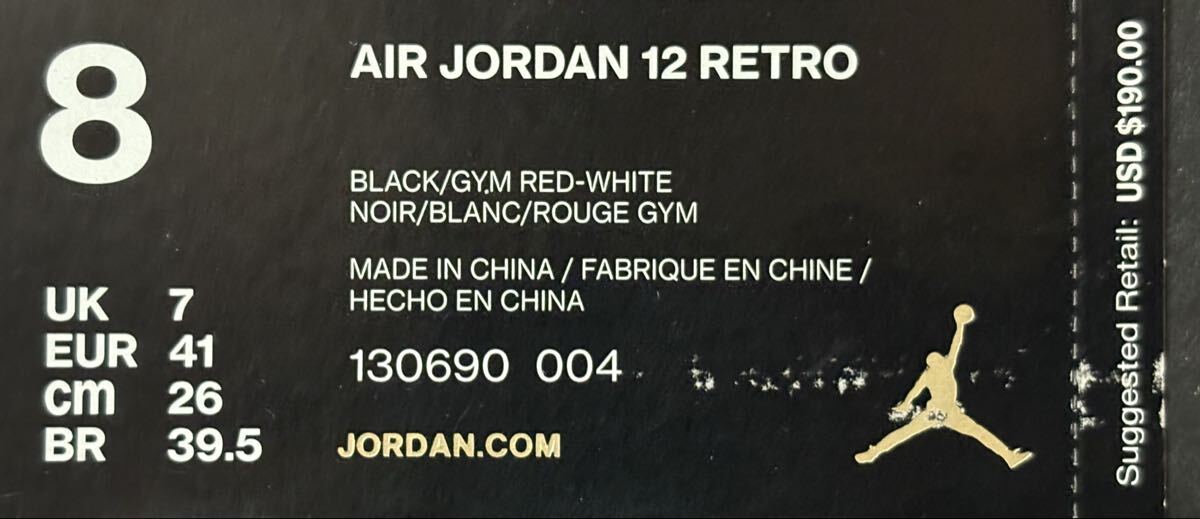 8
AIR JORDAN 12 RETRO
BLACK/GYM RED-WHITE
NOIR/BLANC/ROUGE GYM
MADE IN CHINA / FABRIQUE EN CHINE /
HECHO EN CHINA
UK 7
EUR 41
cm 26
BR 39.5
130690 004
JORDAN.COM
Suggested Retail: USD $190.00